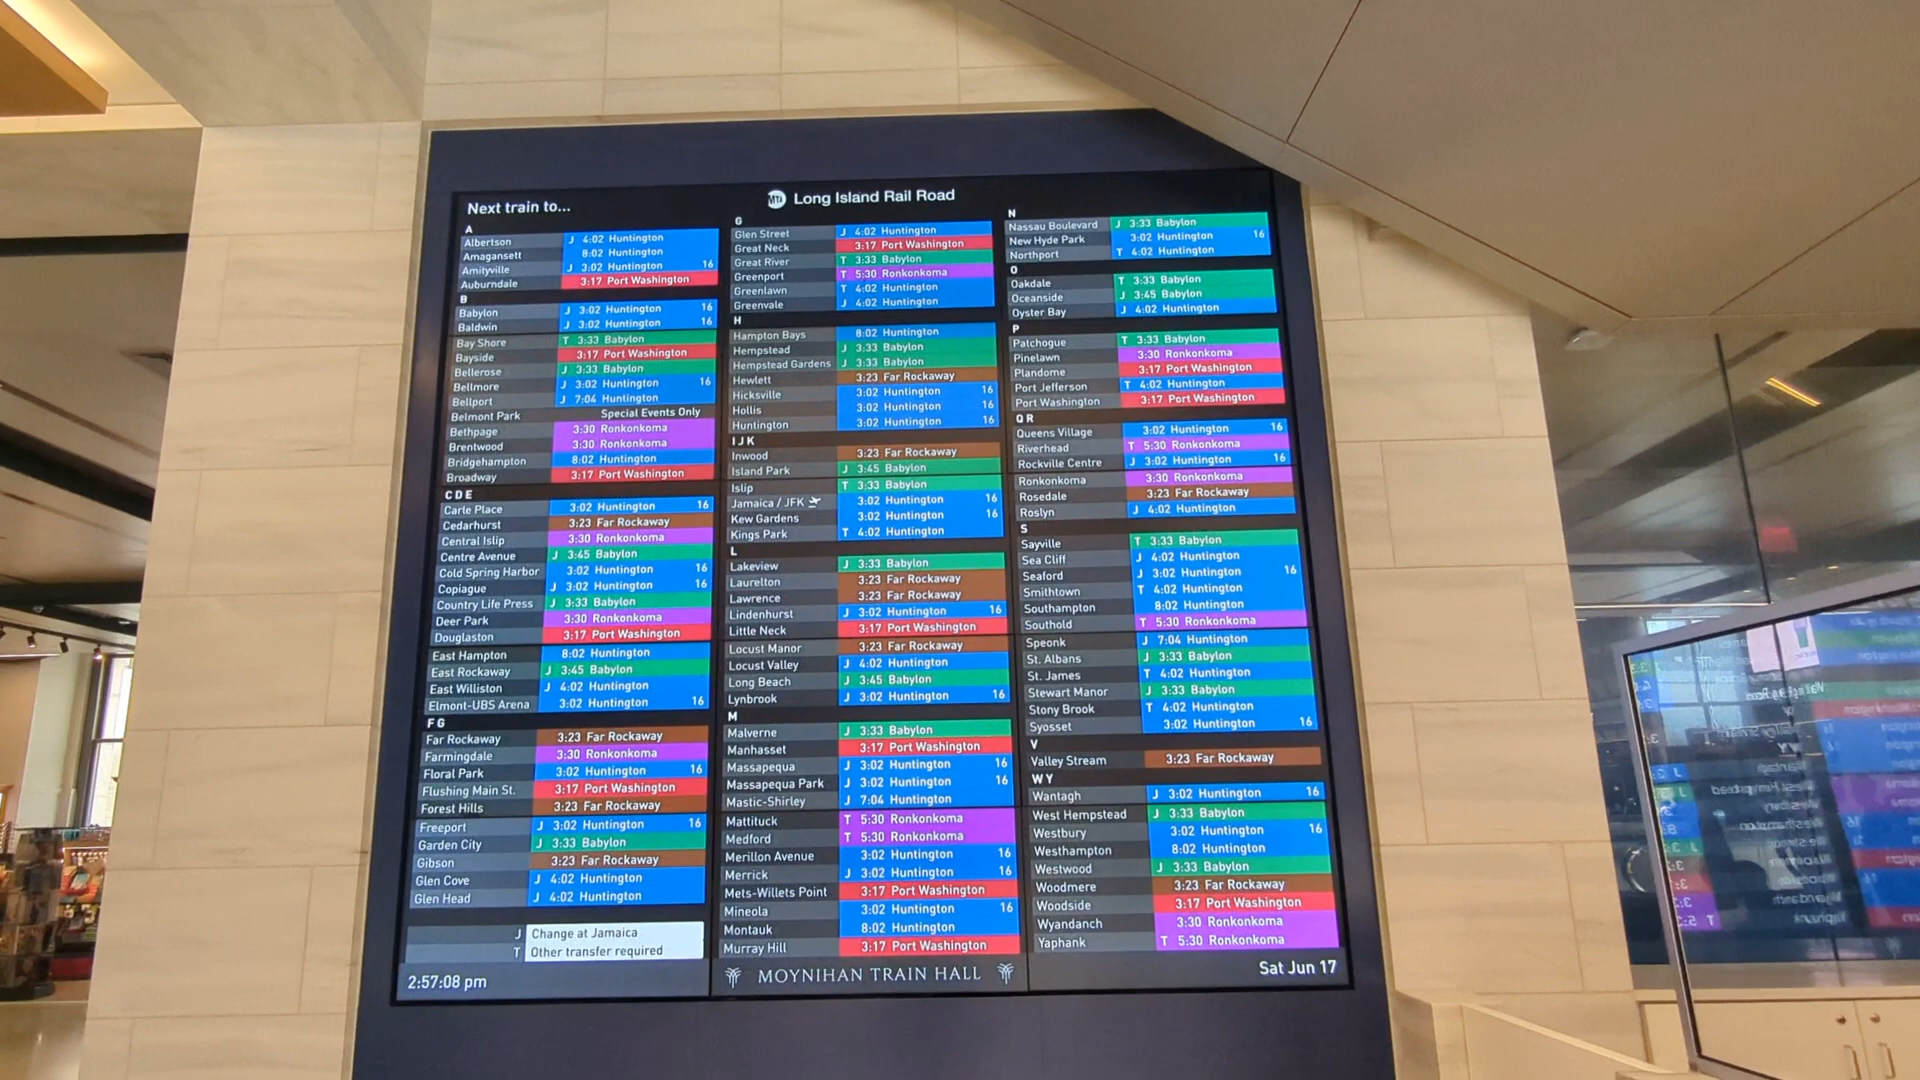 Next train to...
MTA Long Island Rail Road
A
Albertson J 4:02 Huntington
Amagansett 8:02 Huntington
Amityville J 3:02 Huntington 16
Auburndale 3:17 Port Washington
B
Babylon J 3:02 Huntington 16
Baldwin J 3:02 Huntington 16
Bay Shore T 3:33 Babylon
Bayside 3:17 Port Washington
Bellerose J 3:33 Babylon
Bellmore J 3:02 Huntington 16
Bellport J 7:04 Huntington
Belmont Park Special Events Only
Bethpage 3:30 Ronkonkoma
Brentwood 3:30 Ronkonkoma
Bridgehampton 8:02 Huntington
Broadway 3:17 Port Washington
C D E
Carle Place 3:02 Huntington 16
Cedarhurst 3:23 Far Rockaway
Central Islip 3:30 Ronkonkoma
Centre Avenue J 3:45 Babylon
Cold Spring Harbor 3:02 Huntington 16
Copiague J 3:02 Huntington 16
Country Life Press J 3:33 Babylon
Deer Park 3:30 Ronkonkoma
Douglaston 3:17 Port Washington
East Hampton 8:02 Huntington
East Rockaway J 3:45 Babylon
East Williston J 4:02 Huntington
Elmont-UBS Arena 3:02 Huntington 16
F G
Far Rockaway 3:23 Far Rockaway
Farmingdale 3:30 Ronkonkoma
Floral Park 3:02 Huntington 16
Flushing Main St. 3:17 Port Washington
Forest Hills 3:23 Far Rockaway
Freeport J 3:02 Huntington 16
Garden City J 3:33 Babylon
Gibson 3:23 Far Rockaway
Glen Cove J 4:02 Huntington
Glen Head J 4:02 Huntington
J Change at Jamaica
T Other transfer required
2:57:08 pm
G
Glen Street J 4:02 Huntington
Great Neck 3:17 Port Washington
Great River T 3:33 Babylon
Greenport T 5:30 Ronkonkoma
Greenlawn T 4:02 Huntington
Greenvale J 4:02 Huntington
H
Hampton Bays 8:02 Huntington
Hempstead J 3:33 Babylon
Hempstead Gardens J 3:33 Babylon
Hewlett 3:23 Far Rockaway
Hicksville 3:02 Huntington 16
Hollis 3:02 Huntington 16
Huntington 3:02 Huntington 16
I J K
Inwood 3:23 Far Rockaway
Island Park J 3:45 Babylon
Islip T 3:33 Babylon
Jamaica / JFK 3:02 Huntington 16
Kew Gardens 3:02 Huntington 16
Kings Park T 4:02 Huntington
L
Lakeview J 3:33 Babylon
Laurelton 3:23 Far Rockaway
Lawrence 3:23 Far Rockaway
Lindenhurst J 3:02 Huntington 16
Little Neck 3:17 Port Washington
Locust Manor 3:23 Far Rockaway
Locust Valley J 4:02 Huntington
Long Beach J 3:45 Babylon
Lynbrook J 3:02 Huntington 16
M
Malverne J 3:33 Babylon
Manhasset 3:17 Port Washington
Massapequa J 3:02 Huntington 16
Massapequa Park J 3:02 Huntington 16
Mastic-Shirley J 7:04 Huntington
Mattituck T 5:30 Ronkonkoma
Medford T 5:30 Ronkonkoma
Merillon Avenue 3:02 Huntington 16
Merrick J 3:02 Huntington 16
Mets-Willets Point 3:17 Port Washington
Mineola 3:02 Huntington 16
Montauk 8:02 Huntington
Murray Hill 3:17 Port Washington
MOYNIHAN TRAIN HALL
N
Nassau Boulevard J 3:33 Babylon
New Hyde Park 3:02 Huntington 16
Northport T 4:02 Huntington
O
Oakdale T 3:33 Babylon
Oceanside J 3:45 Babylon
Oyster Bay J 4:02 Huntington
P
Patchogue T 3:33 Babylon
Pinelawn 3:30 Ronkonkoma
Plandome 3:17 Port Washington
Port Jefferson T 4:02 Huntington
Port Washington 3:17 Port Washington
Q R
Queens Village 3:02 Huntington 16
Riverhead T 5:30 Ronkonkoma
Rockville Centre J 3:02 Huntington 16
Ronkonkoma 3:30 Ronkonkoma
Rosedale 3:23 Far Rockaway
Roslyn J 4:02 Huntington
S
Sayville T 3:33 Babylon
Sea Cliff J 4:02 Huntington
Seaford J 3:02 Huntington 16
Smithtown T 4:02 Huntington
Southampton 8:02 Huntington
Southold T 5:30 Ronkonkoma
Speonk J 7:04 Huntington
St. Albans J 3:33 Babylon
St. James T 4:02 Huntington
Stewart Manor J 3:33 Babylon
Stony Brook T 4:02 Huntington
Syosset 3:02 Huntington 16
V
Valley Stream 3:23 Far Rockaway
W Y
Wantagh J 3:02 Huntington 16
West Hempstead J 3:33 Babylon
Westbury 3:02 Huntington 16
Westhampton 8:02 Huntington
Westwood J 3:33 Babylon
Woodmere 3:23 Far Rockaway
Woodside 3:17 Port Washington
Wyandanch 3:30 Ronkonkoma
Yaphank T 5:30 Ronkonkoma
Sat Jun 17